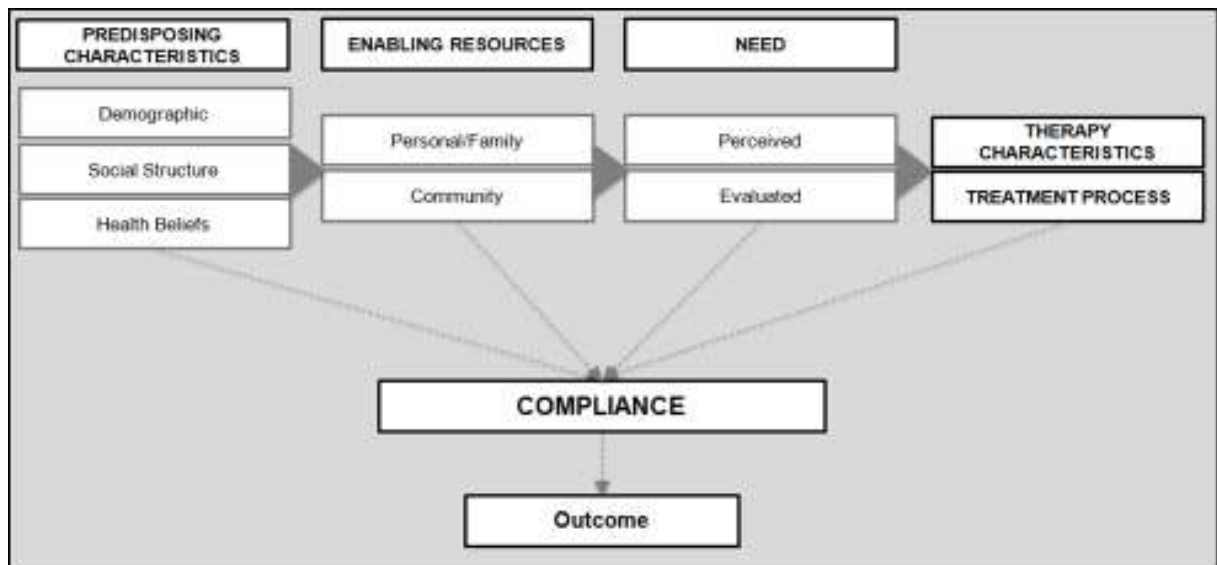 PREDISPOSING
CHARACTERISTICS
ENABLING RESOURCES
NEED
Demographic
Social Structure
Health Beliefs
Personal/Family
Community
Perceived
Evaluated
THERAPY
CHARACTERISTICS
TREATMENT PROCESS
COMPLIANCE
Outcome